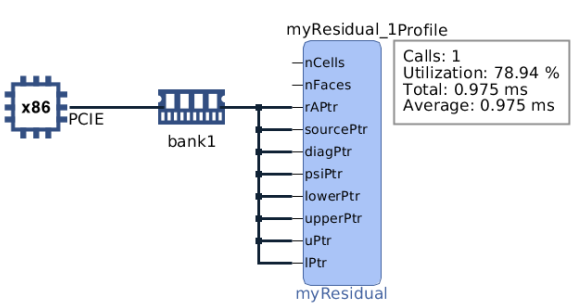 myResidual_1Profile
nCells
Calls: 1
Utilization: 78.94 %
Total: 0.975 ms
Average: 0.975 ms
nFaces
x86
PCIE
bank1
rAPtr
sourcePtr
diagPtr
psiPtr
lowerPtr
upperPtr
uPtr
lPtr
myResidual